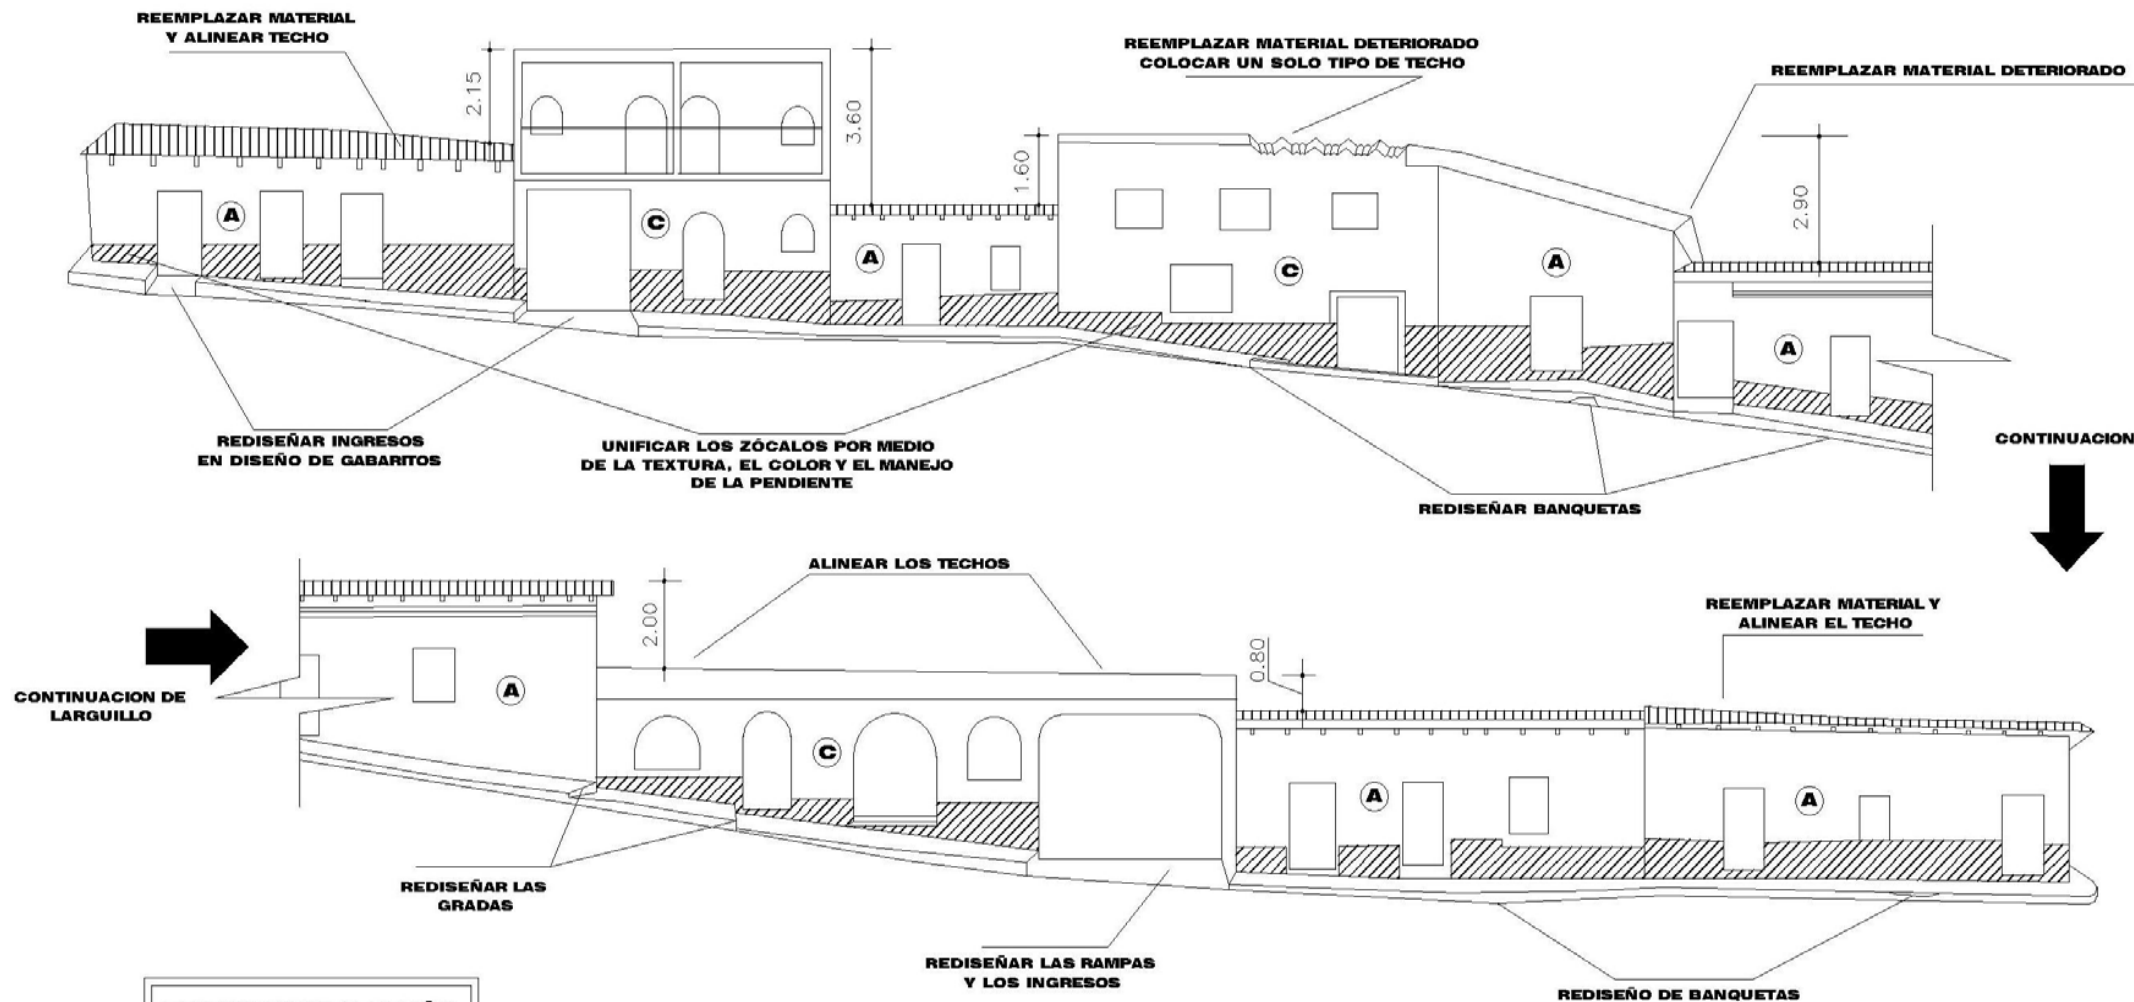 REEMPLAZAR MATERIAL
Y ALINEAR TECHO
2.15
3.60
REEMPLAZAR MATERIAL DETERIORADO
COLOCAR UN SOLO TIPO DE TECHO
REEMPLAZAR MATERIAL DETERIORADO
1.60
2.90
A
C
A
C
A
A
REDISEÑAR INGRESOS
EN DISEÑO DE GABARITOS
UNIFICAR LOS ZÓCALOS POR MEDIO
DE LA TEXTURA, EL COLOR Y EL MANEJO
DE LA PENDIENTE
REDISEÑAR BANQUETAS
CONTINUACION
CONTINUACION DE
LARGUILLO
ALINEAR LOS TECHOS
2.00
0.80
REEMPLAZAR MATERIAL Y
ALINEAR EL TECHO
A
C
A
A
REDISEÑAR LAS
GRADAS
REDISEÑAR LAS RAMPAS
Y LOS INGRESOS
REDISEÑO DE BANQUETAS